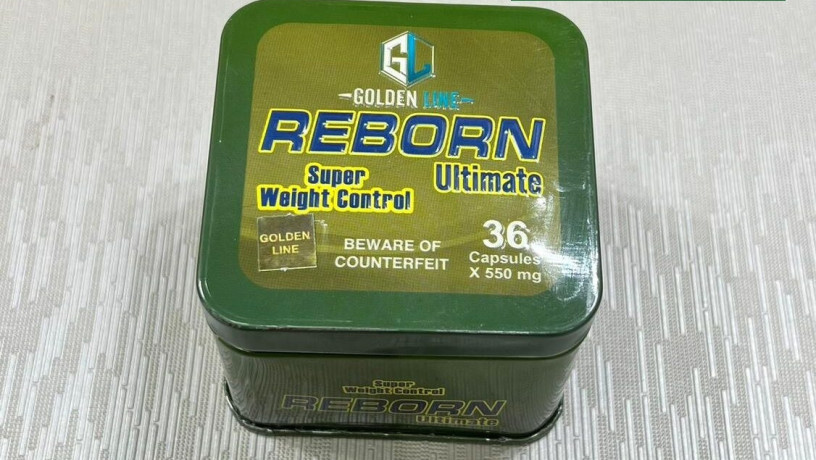 GL
GOLDEN LINE
REBORN
Super
Weight Control
Ultimate
GOLDEN
LINE
BEWARE OF
COUNTERFEIT
36
Capsules
X 550 mg
Super
Weight Control
REBORN
Ultimate